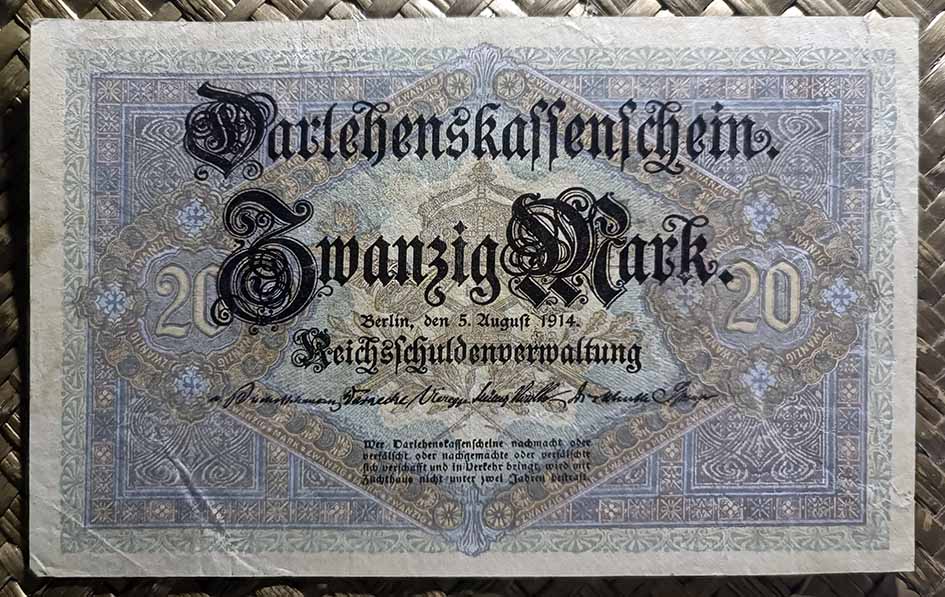 Darlehenskassenschein.
Zwanzig Mark.
20
20
Berlin, den 5. August 1914.
Reichsschuldenverwaltung
Wer Darlehenskassenscheine nachmacht oder
verfälscht, oder nachgemachte oder verfälschte
sich verschafft und in Verkehr bringt, wird mit
Zuchthaus nicht unter zwei Jahren bestraft.